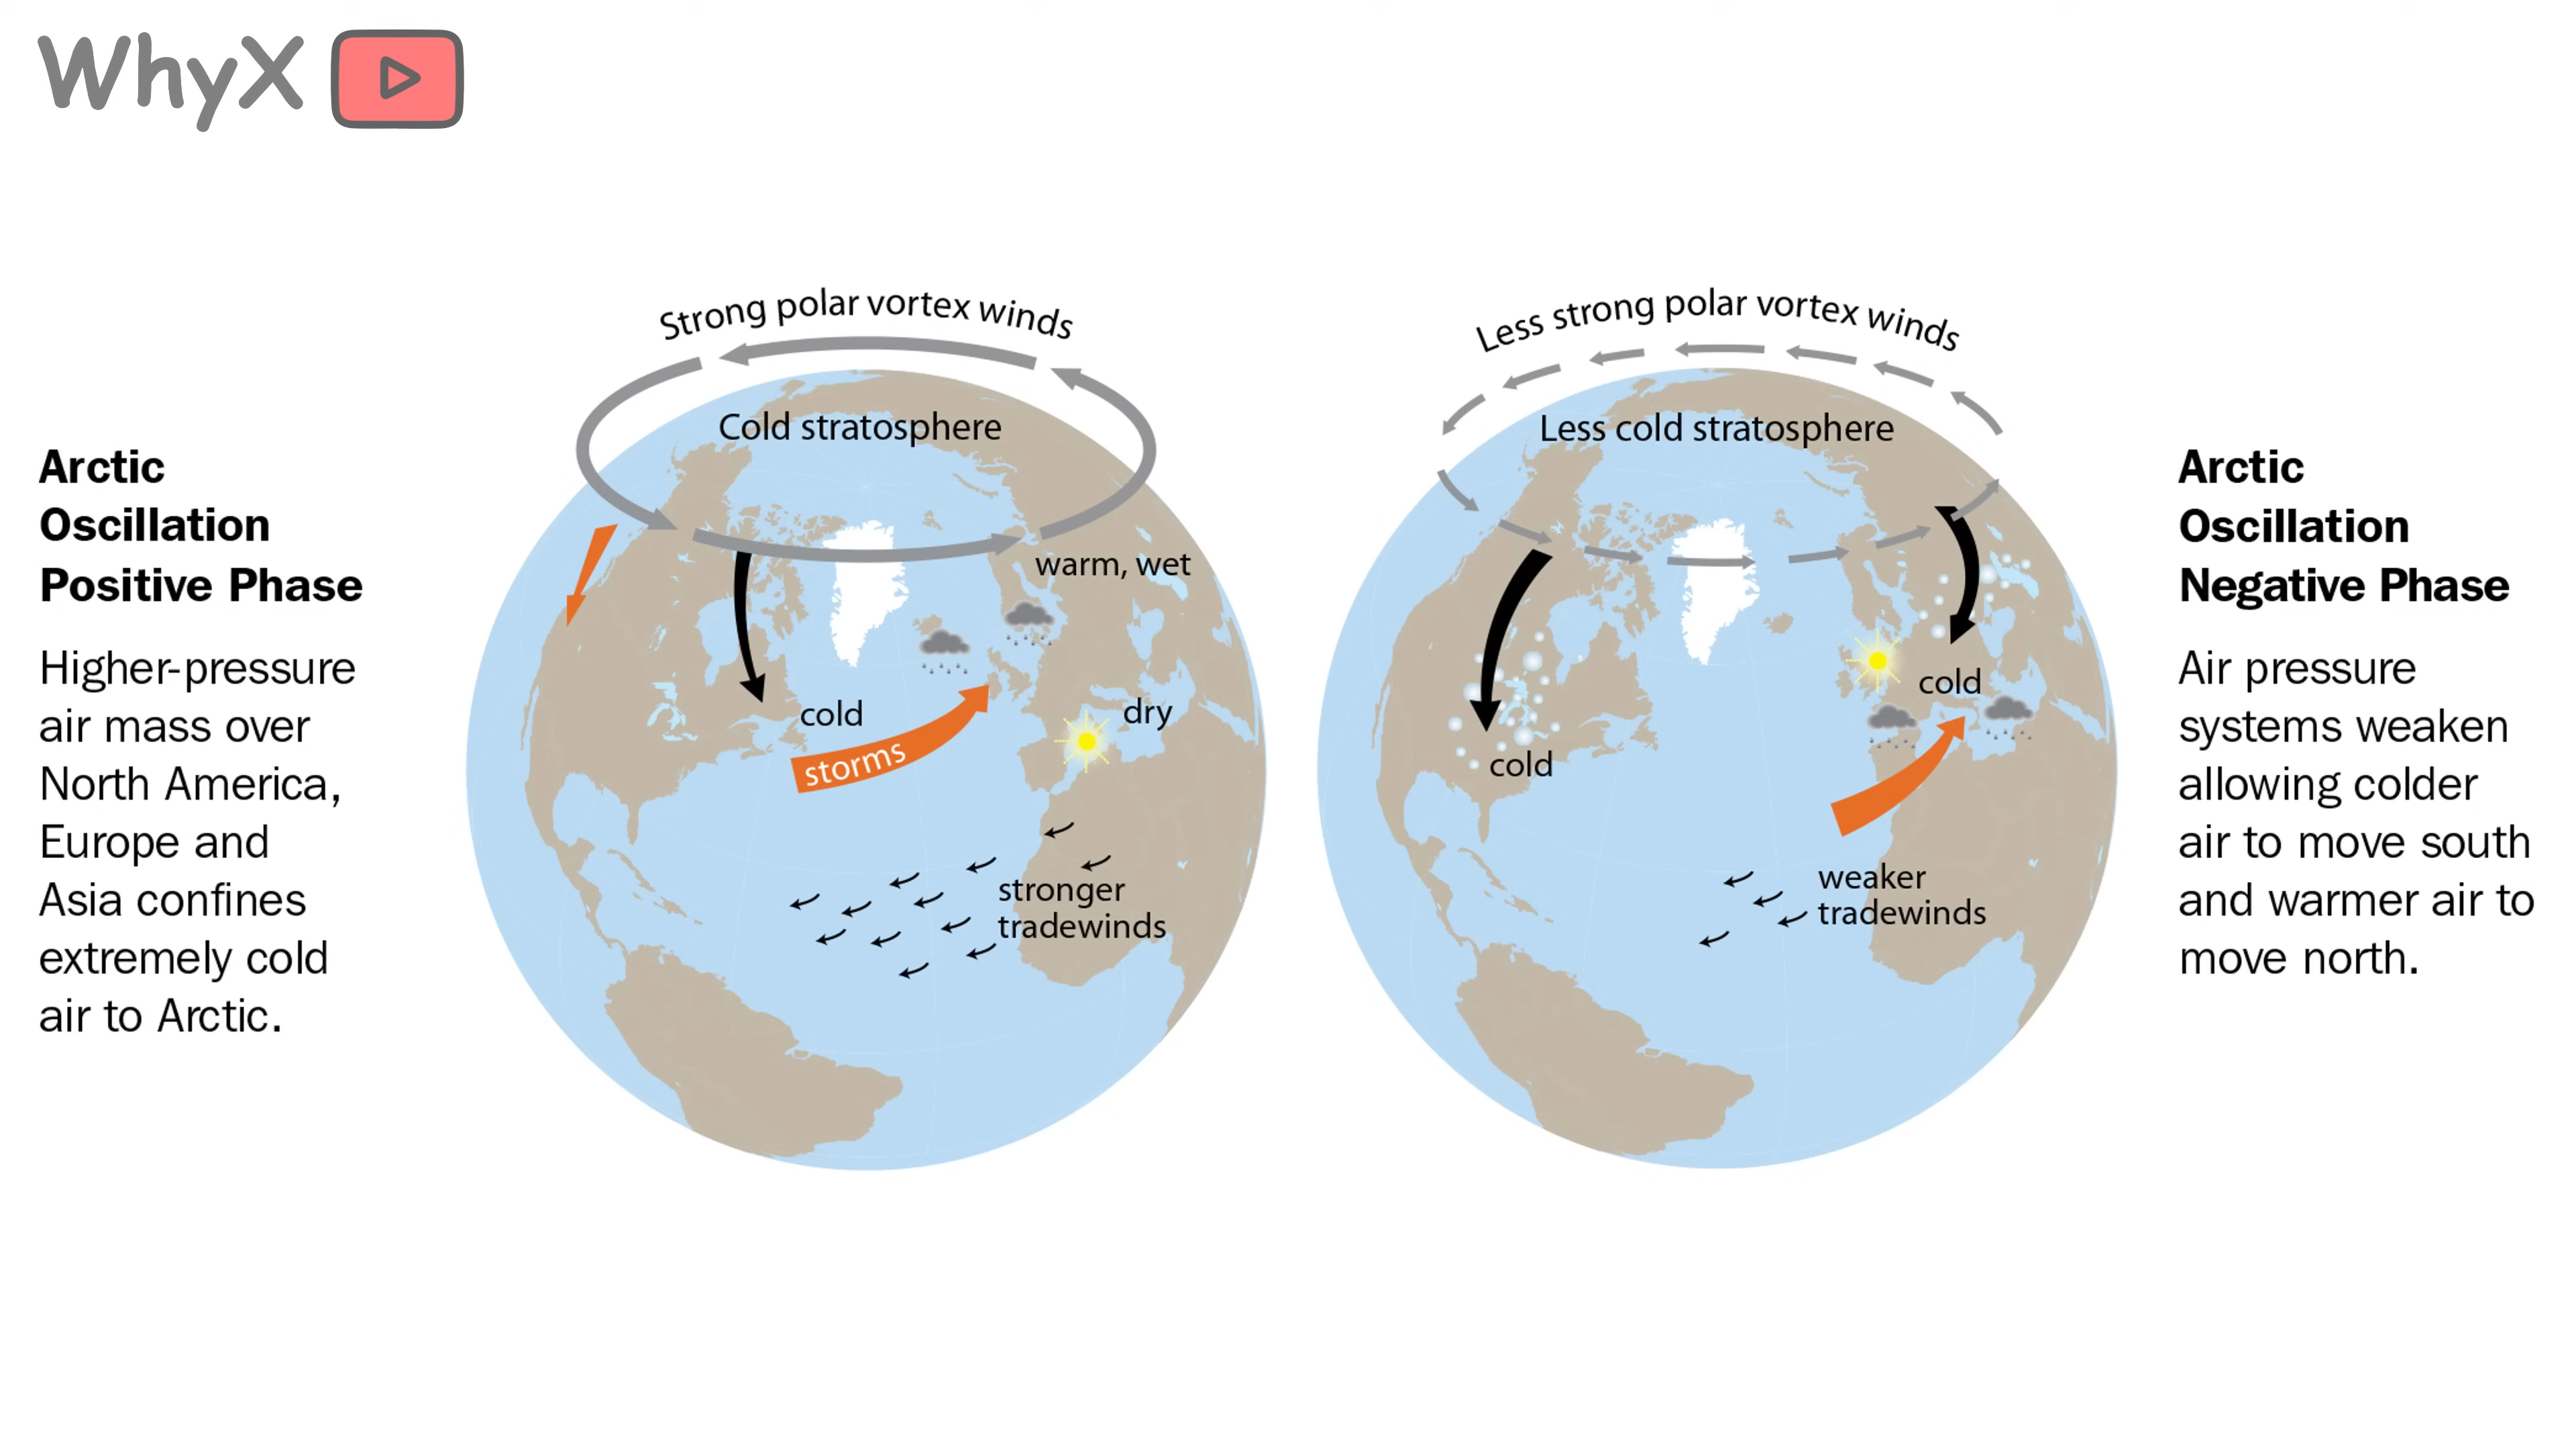 WhyX
Arctic
Oscillation
Positive Phase
Higher-pressure
air mass over
North America,
Europe and
Asia confines
extremely cold
air to Arctic.
Strong polar vortex winds
Cold stratosphere
warm, wet
cold
storms
dry
stronger
tradewinds
Less strong polar vortex winds
Less cold stratosphere
cold
cold
weaker
tradewinds
Arctic
Oscillation
Negative Phase
Air pressure
systems weaken
allowing colder
air to move south
and warmer air to
move north.